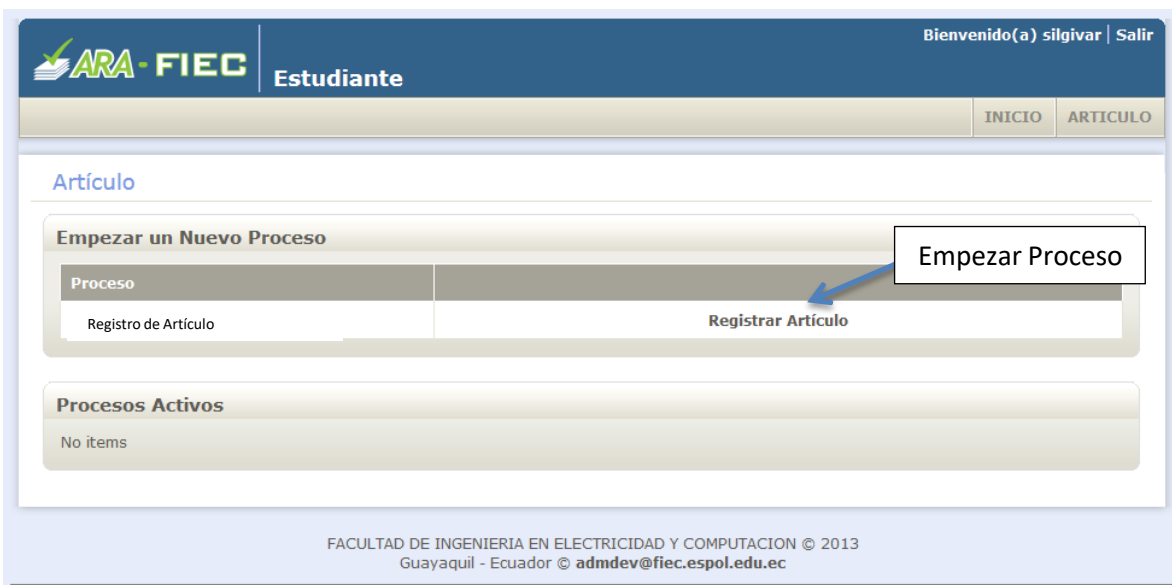 Bienvenido(a) silgivar | Salir
ARA - FIEC
Estudiante
INICIO ARTICULO
Artículo
Empezar un Nuevo Proceso
Empezar Proceso
Proceso
Registro de Artículo Registrar Artículo
Procesos Activos
No items
FACULTAD DE INGENIERIA EN ELECTRICIDAD Y COMPUTACION © 2013
Guayaquil - Ecuador © admdev@fiec.espol.edu.ec